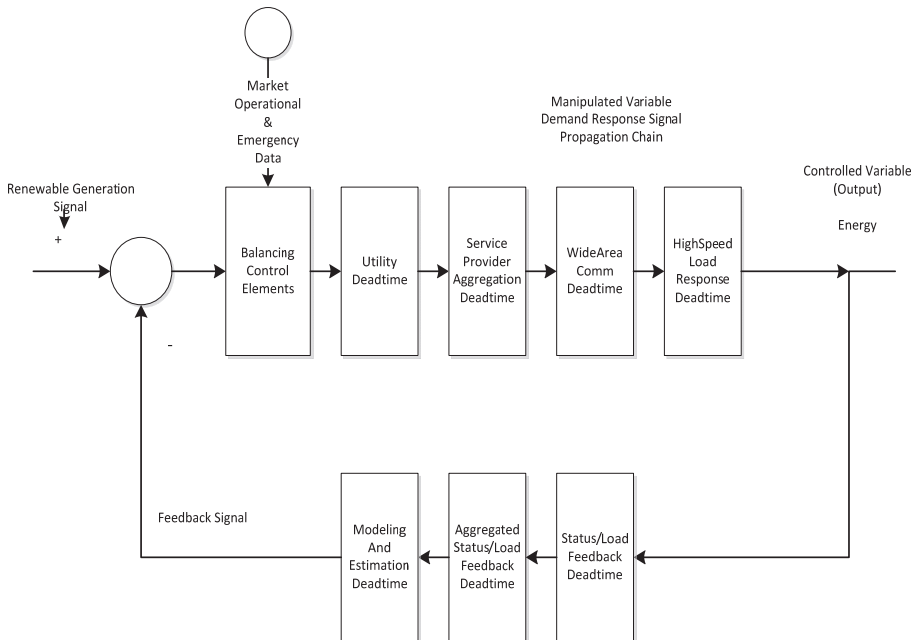 Market
Operational
&
Emergency
Data
Manipulated Variable
Demand Response Signal
Propagation Chain
Controlled Variable
(Output)
Energy
Renewable Generation
Signal
+
Balancing
Control
Elements
Utility
Deadtime
Service
Provider
Aggregation
Deadtime
WideArea
Comm
Deadtime
HighSpeed
Load
Response
Deadtime
-
Feedback Signal
Modeling
And
Estimation
Deadtime
Aggregated
Status/Load
Feedback
Deadtime
Status/Load
Feedback
Deadtime